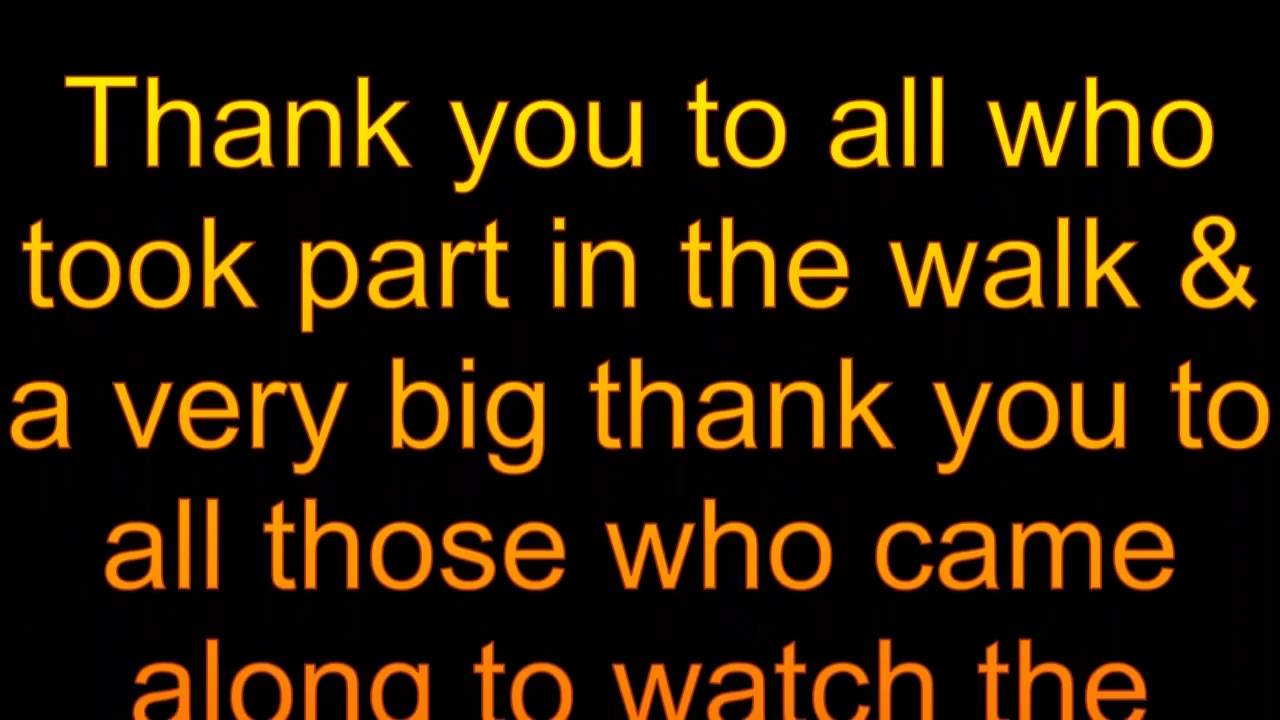 Thank you to all who
took part in the walk &
a very big thank you to
all those who came
along to watch the